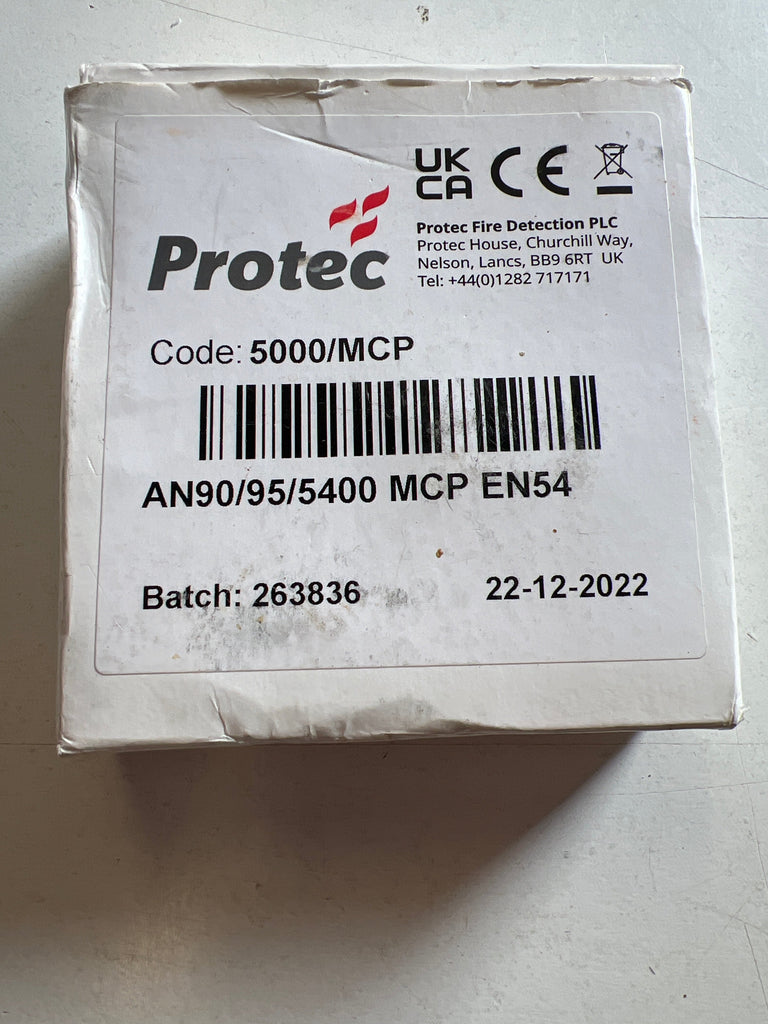 UK
CA CE
Protec
Protec Fire Detection PLC
Protec House, Churchill Way,
Nelson, Lancs, BB9 6RT UK
Tel: +44(0)1282 717171
Code: 5000/MCP
AN90/95/5400 MCP EN54
Batch: 263836 22-12-2022